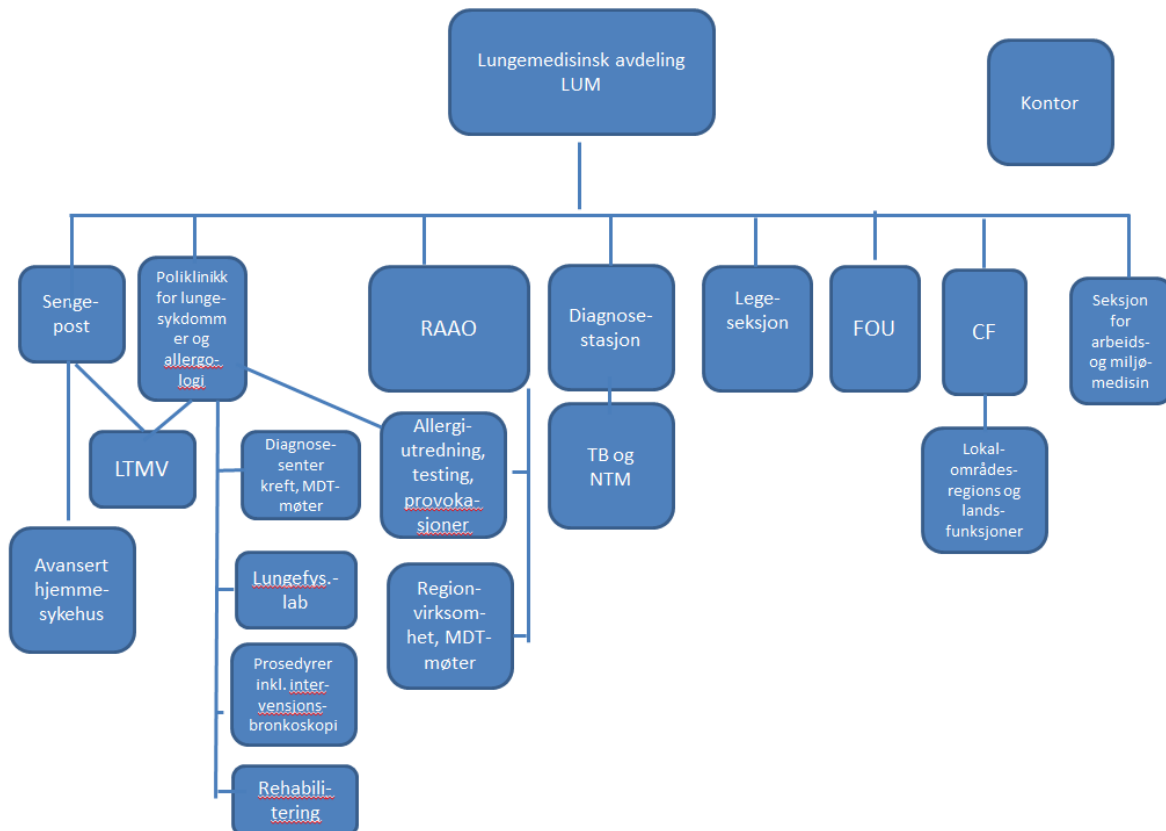 Lungemedisinsk avdeling
LUM
Kontor
Senge-
post
Poliklinikk
for lunge-
sykdomm
er og
allergo-
logi
RAAO
Diagnose-
stasjon
Lege-
seksjon
FOU
CF
Seksjon
for
arbeids-
og miljø-
medisin
LTMV
Diagnose-
senter
kreft, MDT-
møter
Allergi-
utredning,
testing,
provoka-
sjoner
TB og
NTM
Lokal-
områdes-
regions og
lands-
funksjoner
Avansert
hjemme-
sykehus
Lungefys.-
lab
Region-
virksom-
het, MDT-
møter
Prosedyrer
inkl. inter-
vensjons-
bronkoskopi
Rehabili-
tering